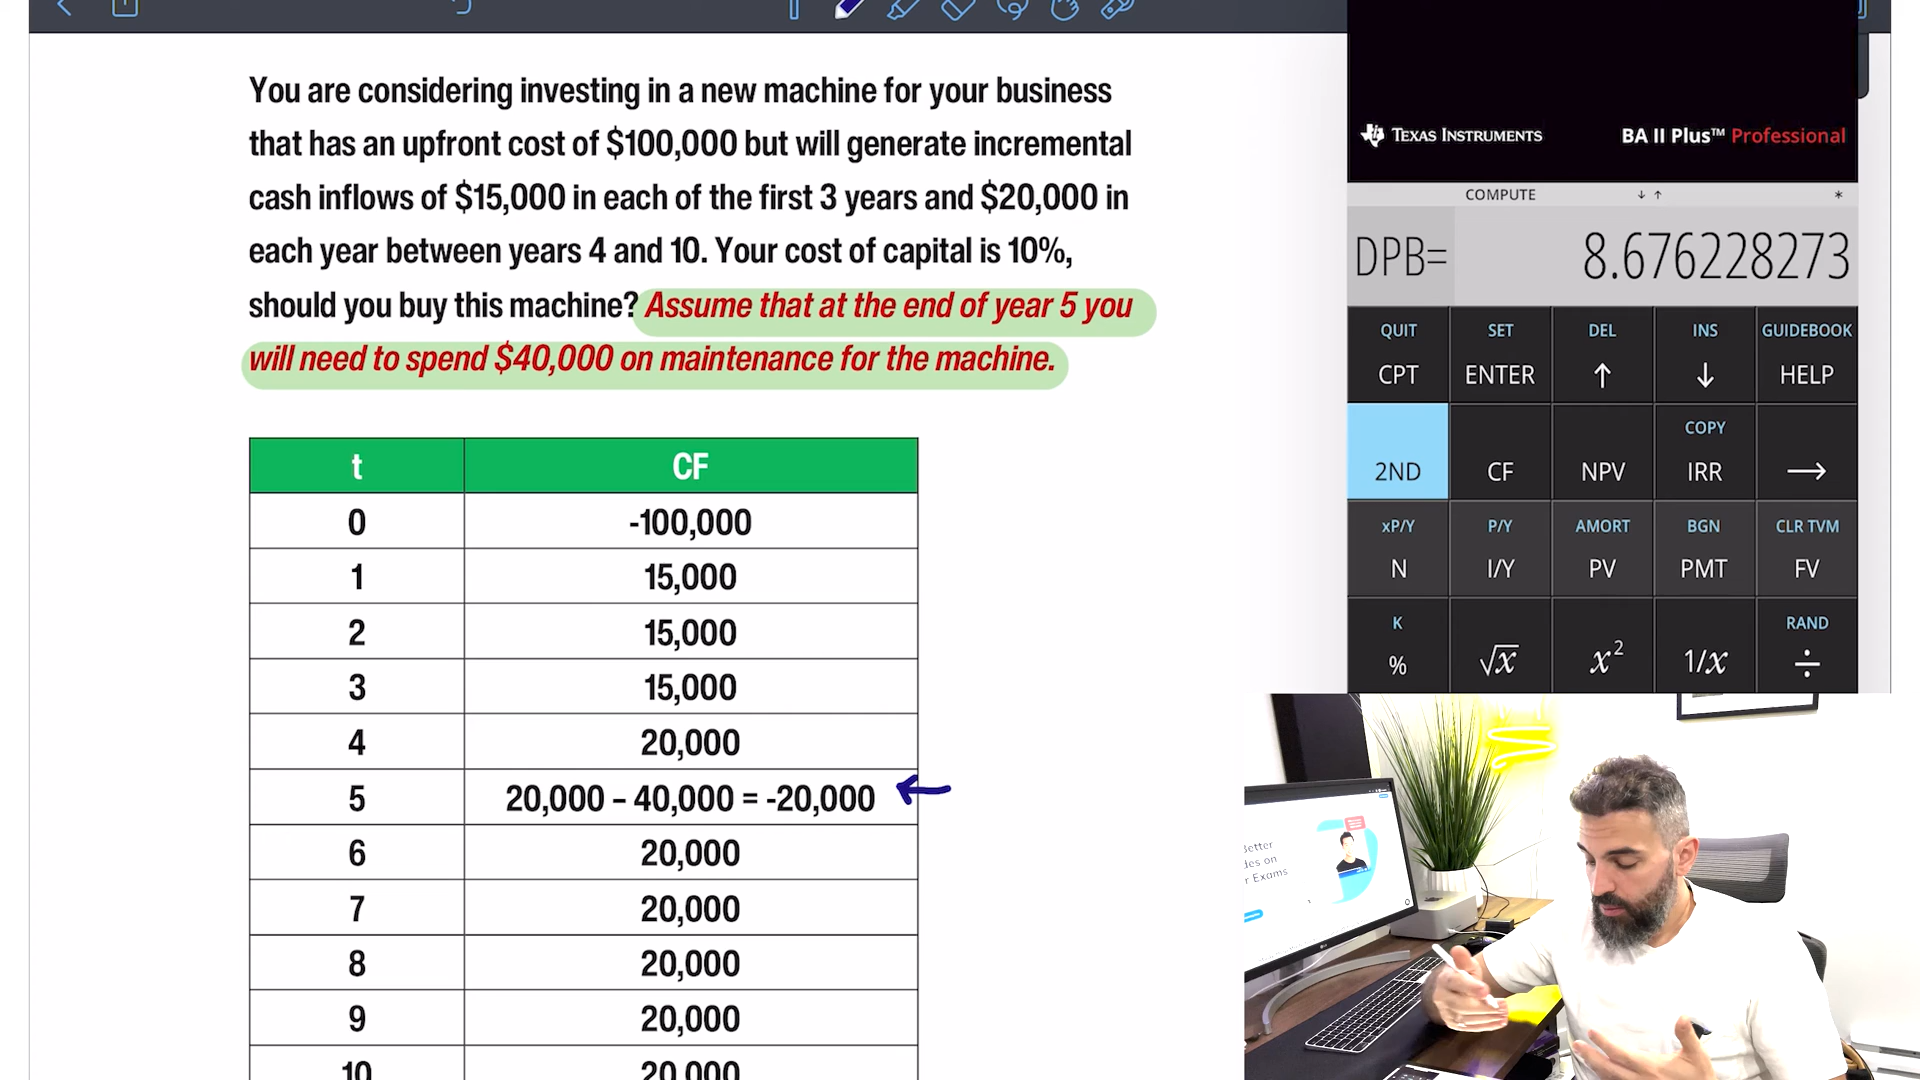 You are considering investing in a new machine for your business
that has an upfront cost of $100,000 but will generate incremental
cash inflows of $15,000 in each of the first 3 years and $20,000 in
each year between years 4 and 10. Your cost of capital is 10%,
should you buy this machine? Assume that at the end of year 5 you
will need to spend $40,000 on maintenance for the machine.
t CF
0 -100,000
1 15,000
2 15,000
3 15,000
4 20,000
5 20,000 – 40,000 = -20,000
6 20,000
7 20,000
8 20,000
9 20,000
10 20,000
TEXAS INSTRUMENTS BA II Plus™ Professional
COMPUTE ↓ ↑ *
DPB= 8.676228273
QUIT SET DEL INS GUIDEBOOK
CPT ENTER ↑ ↓ HELP
COPY
2ND CF NPV IRR →
xP/Y P/Y AMORT BGN CLR TVM
N I/Y PV PMT FV
K RAND
% √x x² 1/x ÷
Better
des on
r Exams